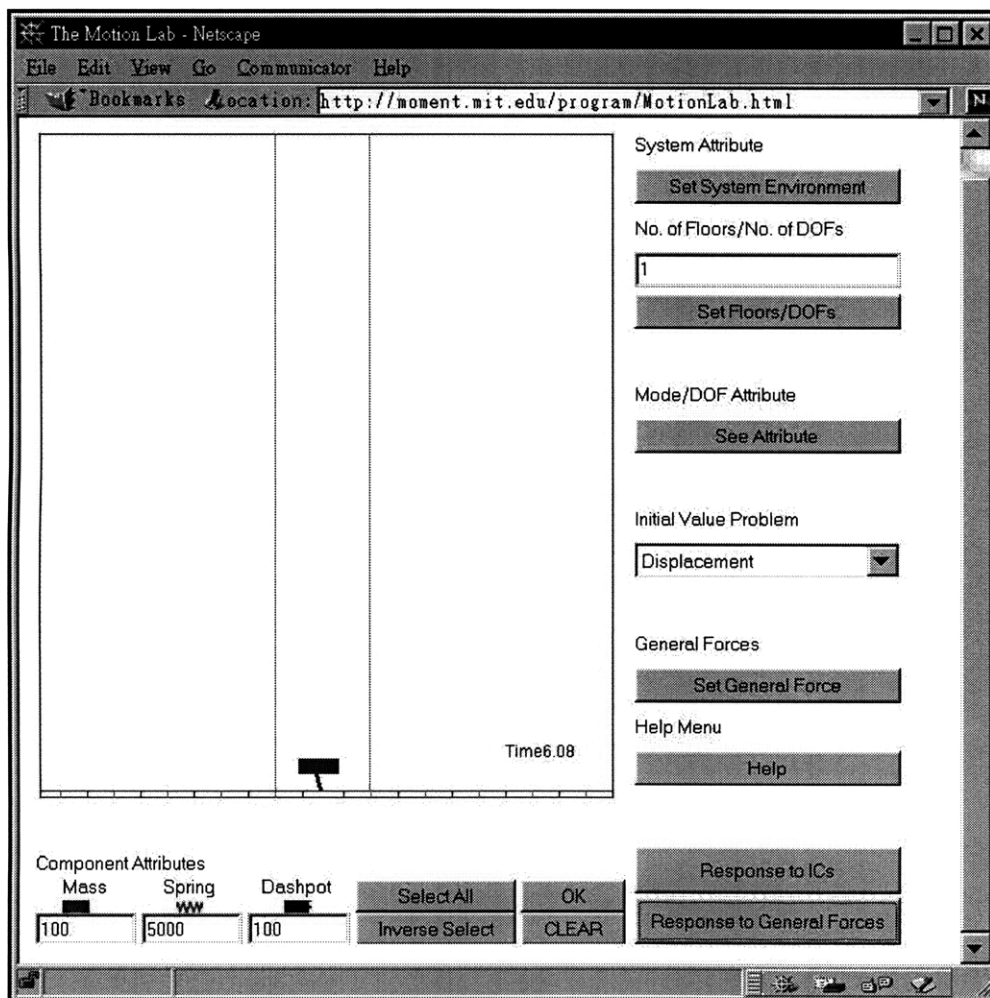 The Motion Lab - Netscape
File Edit View Go Communicator Help
Bookmarks Location: http://moment.mit.edu/program/MotionLab.html
N
System Attribute
Set System Environment
No. of Floors/No. of DOFs
1
Set Floors/DOFs
Mode/DOF Attribute
See Attribute
Initial Value Problem
Displacement
General Forces
Set General Force
Help Menu
Help
Time6.08
Component Attributes
Mass Spring Dashpot
100 5000 100
Select All OK
Inverse Select CLEAR
Response to ICs
Response to General Forces